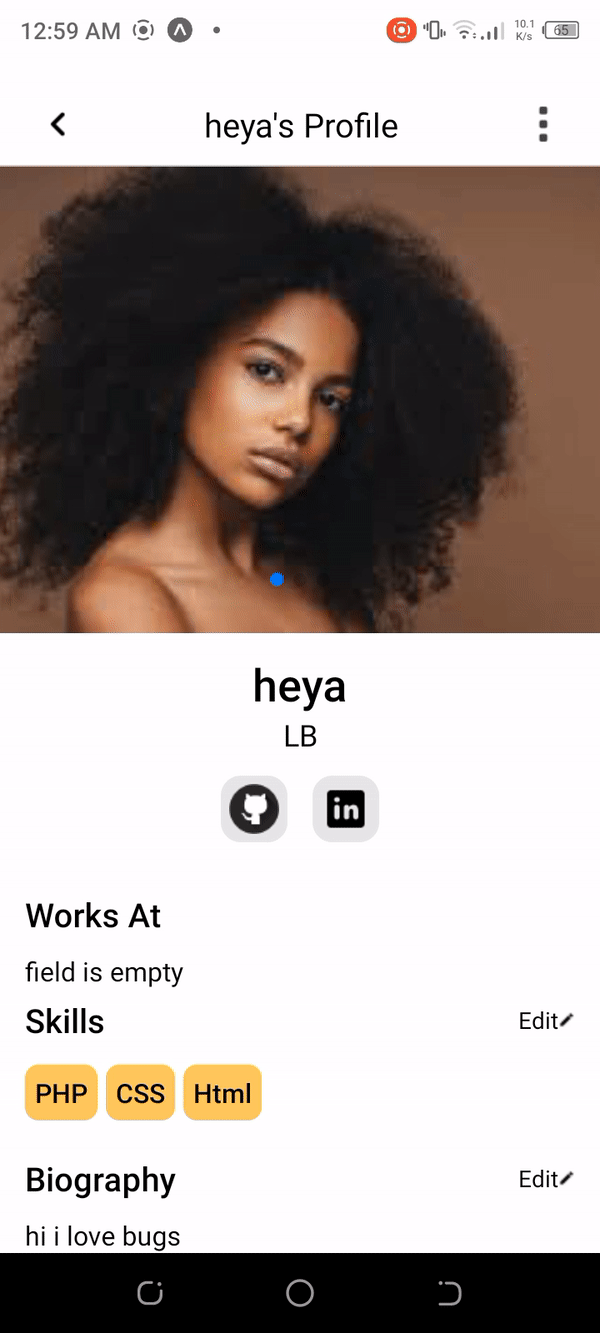 12:59 AM
10.1
K/s
65
heya's Profile
heya
LB
in
Works At
field is empty
Skills
Edit
PHP CSS Html
Biography
Edit
hi i love bugs